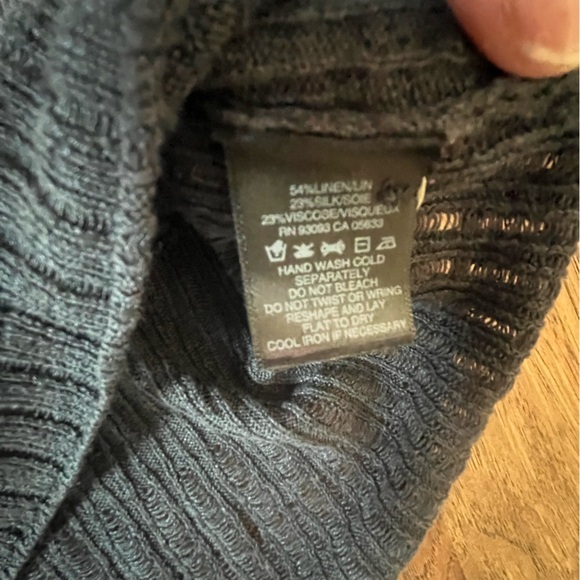 54%LINEN/LIN
23%SILK/SOIE
23%VISCOSE/VISQUEUX
RN 93093 CA 05633
HAND WASH COLD
SEPARATELY
DO NOT BLEACH
DO NOT TWIST OR WRING
RESHAPE AND LAY
FLAT TO DRY
COOL IRON IF NECESSARY